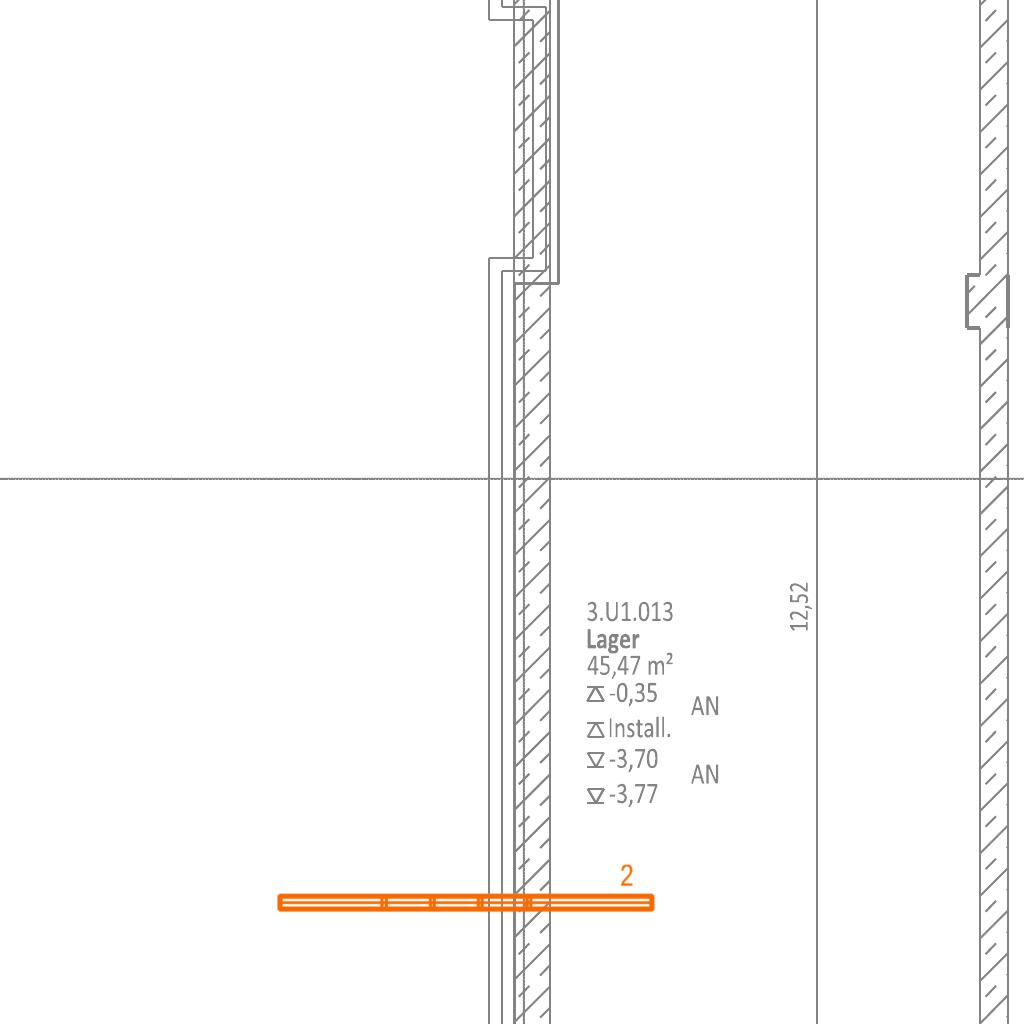 12,52
3.U1.013
Lager
45,47 m²
-0,35 AN
Install.
-3,70 AN
-3,77
2